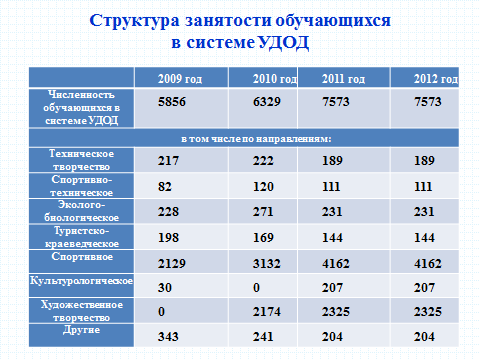 Структура занятости обучающихся
в системе УДОД
2009 год 2010 год 2011 год 2012 год
Численность
обучающихся в
системе УДОД
5856 6329 7573 7573
в том числе по направлениям:
Техническое
творчество
217 222 189 189
Спортивно-
техническое
82 120 111 111
Эколого-
биологическое
228 271 231 231
Туристско-
краеведческое
198 169 144 144
Спортивное
2129 3132 4162 4162
Культурологическое
30 0 207 207
Художественное
творчество
0 2174 2325 2325
Другие
343 241 204 204